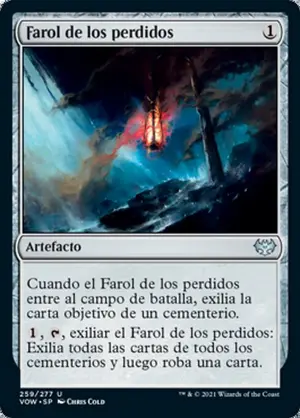 Farol de los perdidos 1
Artefacto
Cuando el Farol de los perdidos
entre al campo de batalla, exilia la
carta objetivo de un cementerio.
1, , exiliar el Farol de los perdidos:
Exilia todas las cartas de todos los
cementerios y luego roba una carta.
259/277 U
VOW • SP Chris Cold
™ & © 2021 Wizards of the Coast